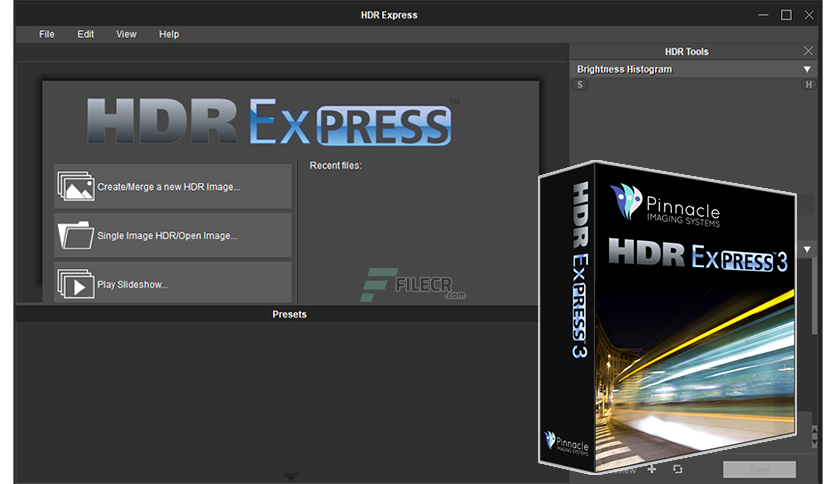 HDR Express
File Edit View Help
HDR Tools
Brightness Histogram
S H
HDR EXPRESS™
Recent files:
Create/Merge a new HDR Image...
Single Image HDR/Open Image...
Play Slideshow...
FILECR
.com
Presets
Pinnacle
IMAGING SYSTEMS
HDR EXPRESS 3
HDR EXPRESS 3
Pinnacle
IMAGING SYSTEMS
Save